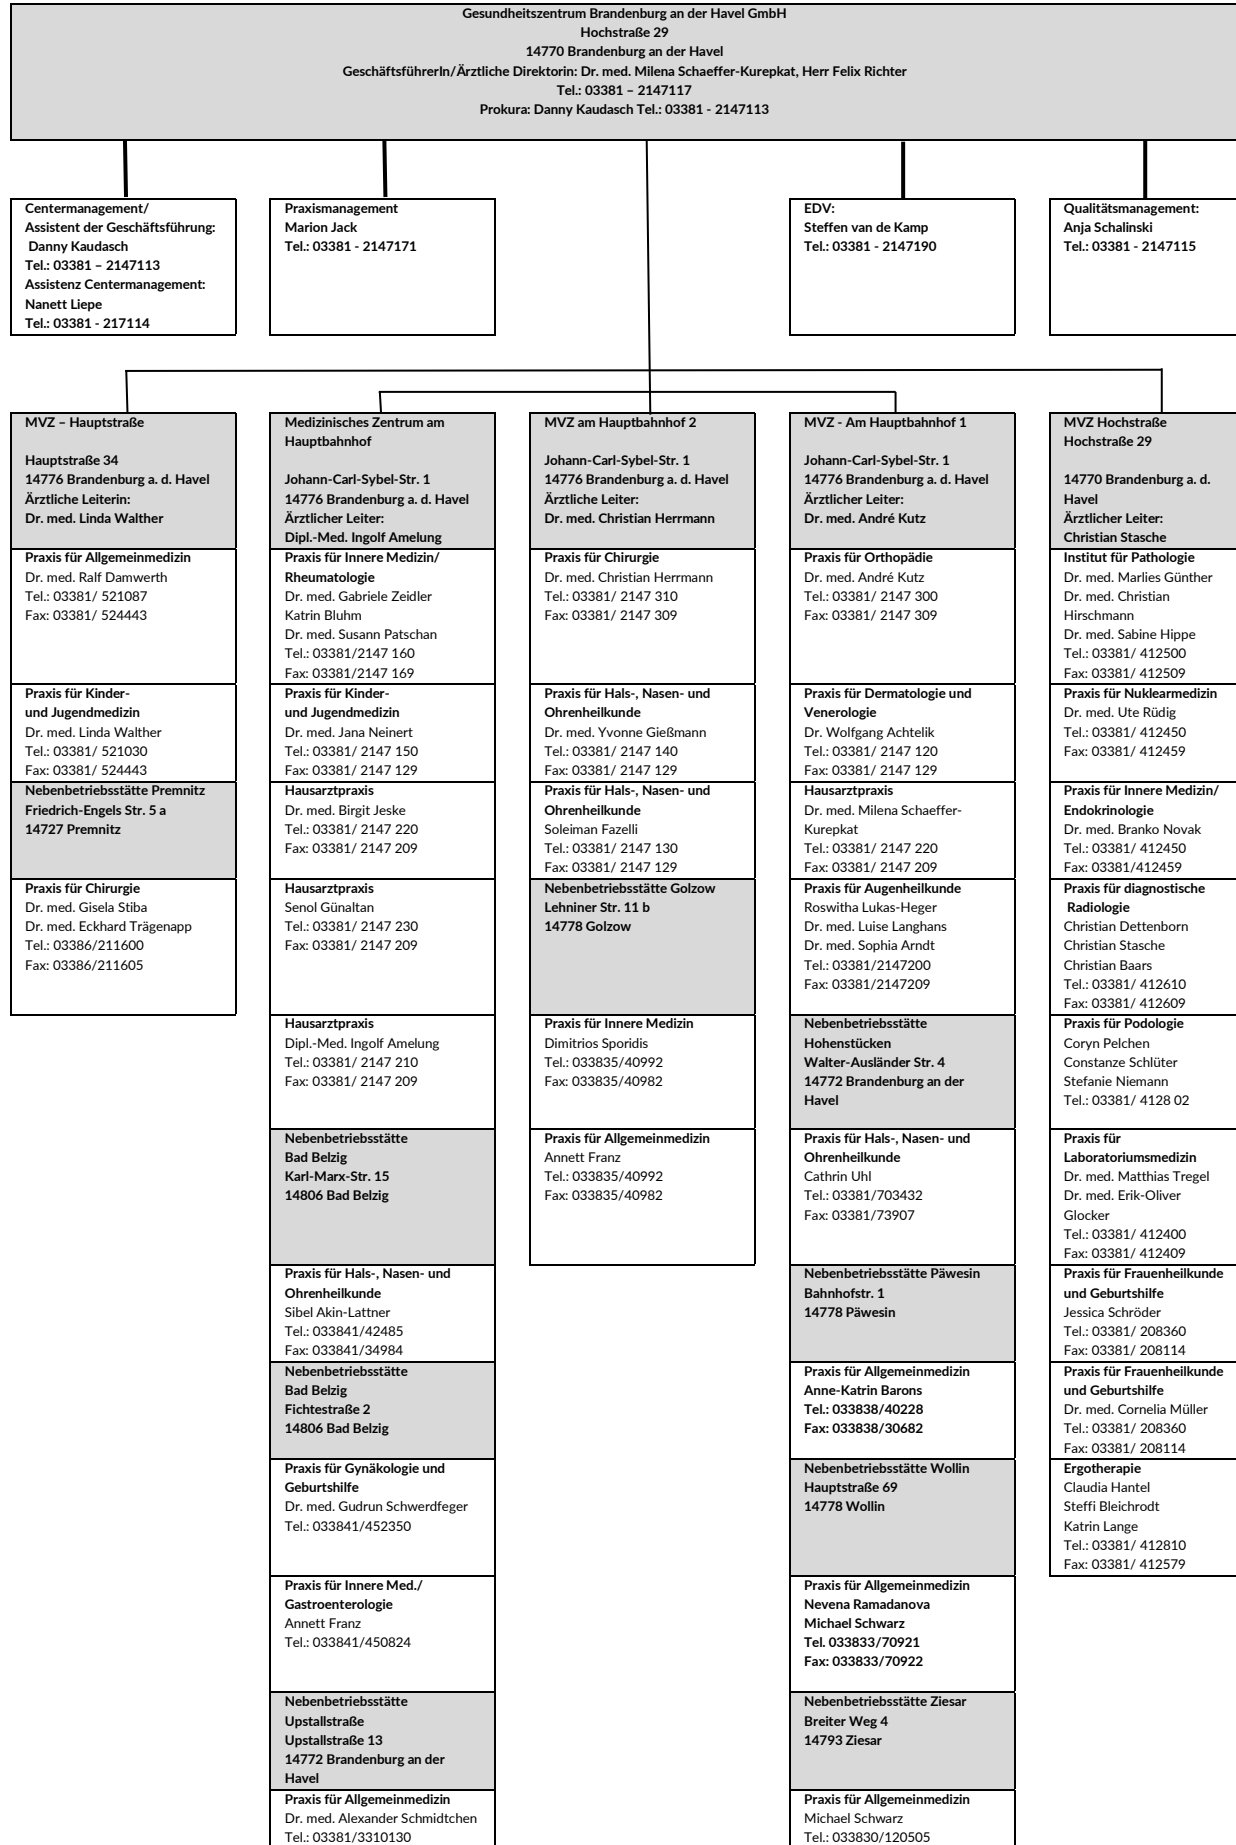 Gesundheitszentrum Brandenburg an der Havel GmbH
Hochstraße 29
14770 Brandenburg an der Havel
GeschäftsführerIn/Ärztliche Direktorin: Dr. med. Milena Schaeffer-Kurepkat, Herr Felix Richter
Tel.: 03381 – 2147117
Prokura: Danny Kaudasch Tel.: 03381 - 2147113
Centermanagement/
Assistent der Geschäftsführung:
Danny Kaudasch
Tel.: 03381 – 2147113
Assistenz Centermanagement:
Nanett Liepe
Tel.: 03381 - 217114
Praxismanagement
Marion Jack
Tel.: 03381 - 2147171
EDV:
Steffen van de Kamp
Tel.: 03381 - 2147190
Qualitätsmanagement:
Anja Schalinski
Tel.: 03381 - 2147115
MVZ – Hauptstraße
Hauptstraße 34
14776 Brandenburg a. d. Havel
Ärztliche Leiterin:
Dr. med. Linda Walther
Praxis für Allgemeinmedizin
Dr. med. Ralf Damwerth
Tel.: 03381/ 521087
Fax: 03381/ 524443
Praxis für Kinder-
und Jugendmedizin
Dr. med. Linda Walther
Tel.: 03381/ 521030
Fax: 03381/ 524443
Nebenbetriebsstätte Premnitz
Friedrich-Engels Str. 5 a
14727 Premnitz
Praxis für Chirurgie
Dr. med. Gisela Stiba
Dr. med. Eckhard Trägenapp
Tel.: 03386/211600
Fax: 03386/211605
Medizinisches Zentrum am
Hauptbahnhof
Johann-Carl-Sybel-Str. 1
14776 Brandenburg a. d. Havel
Ärztlicher Leiter:
Dipl.-Med. Ingolf Amelung
Praxis für Innere Medizin/
Rheumatologie
Dr. med. Gabriele Zeidler
Katrin Bluhm
Dr. med. Susann Patschan
Tel.: 03381/2147 160
Fax: 03381/2147 169
Praxis für Kinder-
und Jugendmedizin
Dr. med. Jana Neinert
Tel.: 03381/ 2147 150
Fax: 03381/ 2147 129
Hausarztpraxis
Dr. med. Birgit Jeske
Tel.: 03381/ 2147 220
Fax: 03381/ 2147 209
Hausarztpraxis
Senol Günaltan
Tel.: 03381/ 2147 230
Fax: 03381/ 2147 209
Hausarztpraxis
Dipl.-Med. Ingolf Amelung
Tel.: 03381/ 2147 210
Fax: 03381/ 2147 209
Nebenbetriebsstätte
Bad Belzig
Karl-Marx-Str. 15
14806 Bad Belzig
Praxis für Hals-, Nasen- und
Ohrenheilkunde
Sibel Akin-Lattner
Tel.: 033841/42485
Fax: 033841/34984
Nebenbetriebsstätte
Bad Belzig
Fichtestraße 2
14806 Bad Belzig
Praxis für Gynäkologie und
Geburtshilfe
Dr. med. Gudrun Schwerdfeger
Tel.: 033841/452350
Praxis für Innere Med./
Gastroenterologie
Annett Franz
Tel.: 033841/450824
Nebenbetriebsstätte
Upstallstraße
Upstallstraße 13
14772 Brandenburg an der
Havel
Praxis für Allgemeinmedizin
Dr. med. Alexander Schmidtchen
Tel.: 03381/3310130
MVZ am Hauptbahnhof 2
Johann-Carl-Sybel-Str. 1
14776 Brandenburg a. d. Havel
Ärztliche Leiter:
Dr. med. Christian Herrmann
Praxis für Chirurgie
Dr. med. Christian Herrmann
Tel.: 03381/ 2147 310
Fax: 03381/ 2147 309
Praxis für Hals-, Nasen- und
Ohrenheilkunde
Dr. med. Yvonne Gießmann
Tel.: 03381/ 2147 140
Fax: 03381/ 2147 129
Praxis für Hals-, Nasen- und
Ohrenheilkunde
Soleiman Fazelli
Tel.: 03381/ 2147 130
Fax: 03381/ 2147 129
Nebenbetriebsstätte Golzow
Lehniner Str. 11 b
14778 Golzow
Praxis für Innere Medizin
Dimitrios Sporidis
Tel.: 033835/40992
Fax: 033835/40982
Praxis für Allgemeinmedizin
Annett Franz
Tel.: 033835/40992
Fax: 033835/40982
MVZ - Am Hauptbahnhof 1
Johann-Carl-Sybel-Str. 1
14776 Brandenburg a. d. Havel
Ärztlicher Leiter:
Dr. med. André Kutz
Praxis für Orthopädie
Dr. med. André Kutz
Tel.: 03381/ 2147 300
Fax: 03381/ 2147 309
Praxis für Dermatologie und
Venerologie
Dr. Wolfgang Achtelik
Tel.: 03381/ 2147 120
Fax: 03381/ 2147 129
Hausarztpraxis
Dr. med. Milena Schaeffer-
Kurepkat
Tel.: 03381/ 2147 220
Fax: 03381/ 2147 209
Praxis für Augenheilkunde
Roswitha Lukas-Heger
Dr. med. Luise Langhans
Dr. med. Sophia Arndt
Tel.: 03381/2147200
Fax: 03381/2147209
Nebenbetriebsstätte
Hohenstücken
Walter-Ausländer Str. 4
14772 Brandenburg an der
Havel
Praxis für Hals-, Nasen- und
Ohrenheilkunde
Cathrin Uhl
Tel.: 03381/703432
Fax: 03381/73907
Nebenbetriebsstätte Päwesin
Bahnhofstr. 1
14778 Päwesin
Praxis für Allgemeinmedizin
Anne-Katrin Barons
Tel.: 033838/40228
Fax: 033838/30682
Nebenbetriebsstätte Wollin
Hauptstraße 69
14778 Wollin
Praxis für Allgemeinmedizin
Nevena Ramadanova
Michael Schwarz
Tel. 033833/70921
Fax: 033833/70922
Nebenbetriebsstätte Ziesar
Breiter Weg 4
14793 Ziesar
Praxis für Allgemeinmedizin
Michael Schwarz
Tel.: 033830/120505
MVZ Hochstraße
Hochstraße 29
14770 Brandenburg a. d.
Havel
Ärztlicher Leiter:
Christian Stasche
Institut für Pathologie
Dr. med. Marlies Günther
Dr. med. Christian
Hirschmann
Dr. med. Sabine Hippe
Tel.: 03381/ 412500
Fax: 03381/ 412509
Praxis für Nuklearmedizin
Dr. med. Ute Rüdig
Tel.: 03381/ 412450
Fax: 03381/ 412459
Praxis für Innere Medizin/
Endokrinologie
Dr. med. Branko Novak
Tel.: 03381/ 412450
Fax: 03381/412459
Praxis für diagnostische
Radiologie
Christian Dettenborn
Christian Stasche
Christian Baars
Tel.: 03381/ 412610
Fax: 03381/ 412609
Praxis für Podologie
Coryn Pelchen
Constanze Schlüter
Stefanie Niemann
Tel.: 03381/ 4128 02
Praxis für
Laboratoriumsmedizin
Dr. med. Matthias Tregel
Dr. med. Erik-Oliver
Glocker
Tel.: 03381/ 412400
Fax: 03381/ 412409
Praxis für Frauenheilkunde
und Geburtshilfe
Jessica Schröder
Tel.: 03381/ 208360
Fax: 03381/ 208114
Praxis für Frauenheilkunde
und Geburtshilfe
Dr. med. Cornelia Müller
Tel.: 03381/ 208360
Fax: 03381/ 208114
Ergotherapie
Claudia Hantel
Steffi Bleichrodt
Katrin Lange
Tel.: 03381/ 412810
Fax: 03381/ 412579